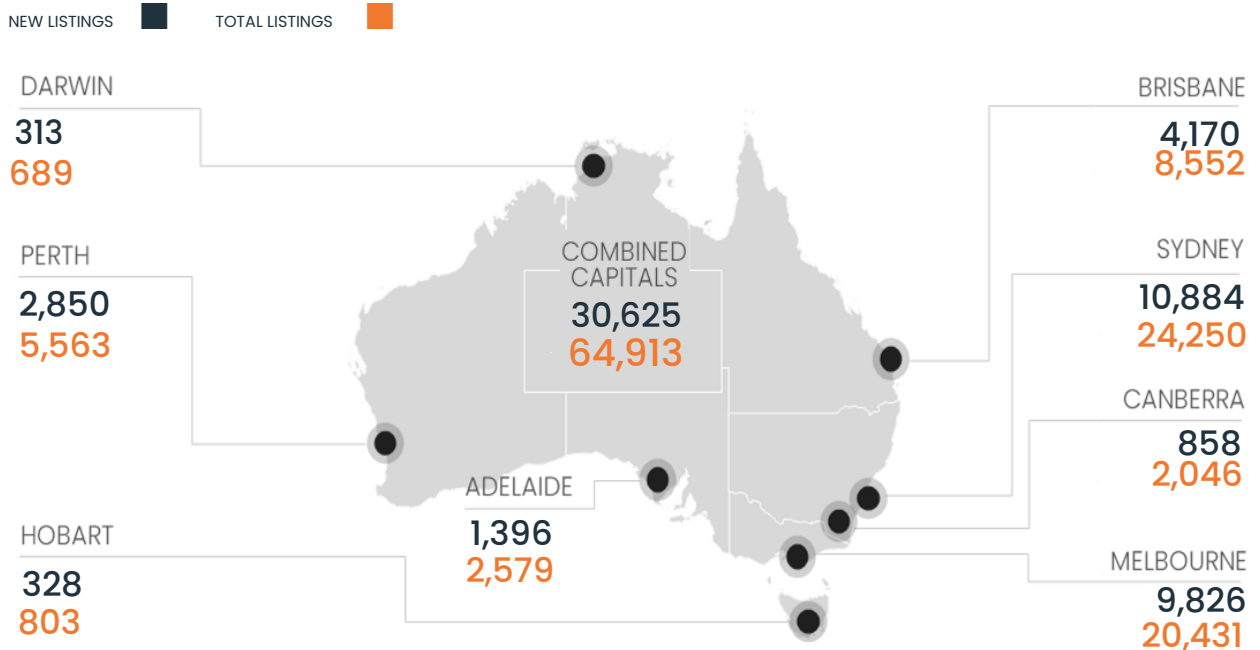 NEW LISTINGS
TOTAL LISTINGS
DARWIN
313
689
PERTH
2,850
5,563
HOBART
328
803
COMBINED
CAPITALS
30,625
64,913
ADELAIDE
1,396
2,579
BRISBANE
4,170
8,552
SYDNEY
10,884
24,250
CANBERRA
858
2,046
MELBOURNE
9,826
20,431